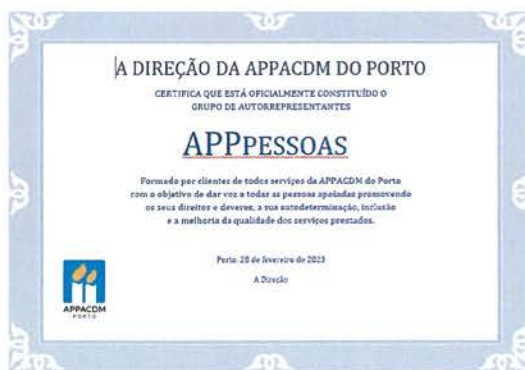 A DIREÇÃO DA APPACDM DO PORTO
CERTIFICA QUE ESTÁ OFICIALMENTE CONSTITUÍDO O
GRUPO DE AUTORREPRESENTANTES
APPPESSOAS
Formado por clientes de todos serviços da APPACDM do Porto
com o objetivo de dar voz a todas as pessoas apoiadas promovendo
os seus direitos e deveres, a sua autodeterminação, inclusão
e a melhoria da qualidade dos serviços prestados.
Porto, 28 de fevereiro de 2023
A Direção
APPACDM
PORTO